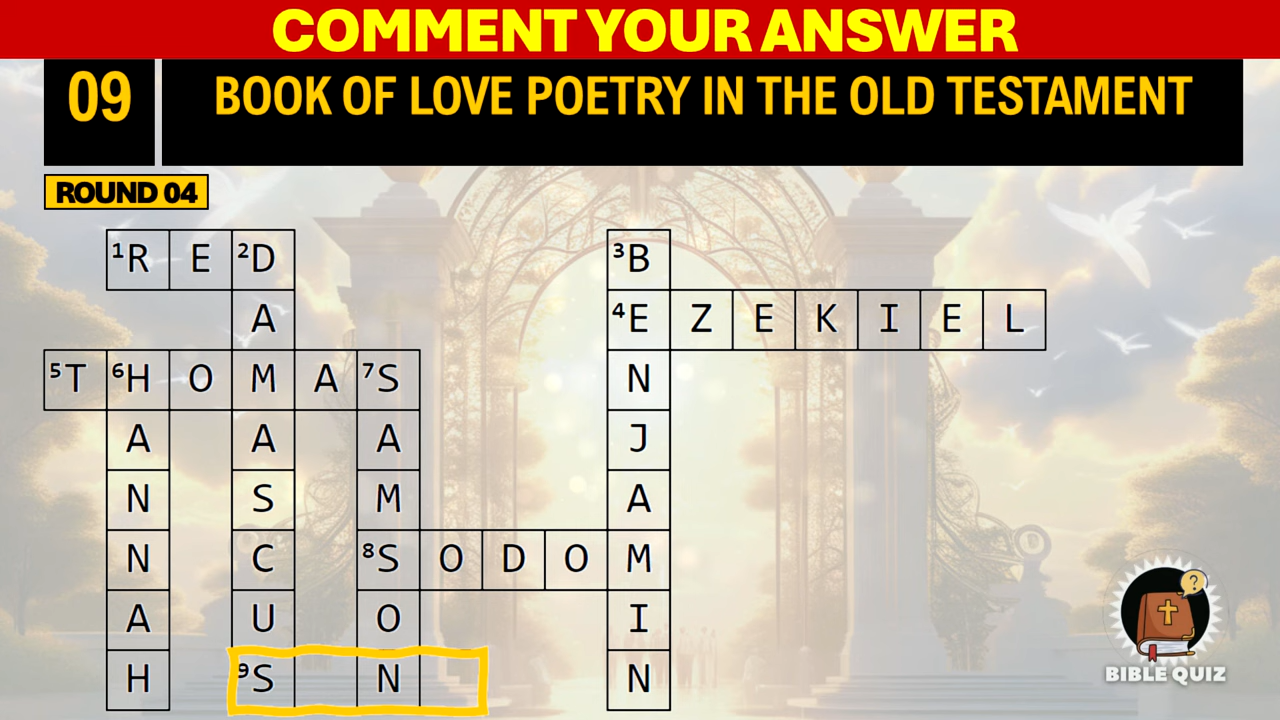 COMMENT YOUR ANSWER
09 BOOK OF LOVE POETRY IN THE OLD TESTAMENT
ROUND 04
1R E 2D 3B
A 4E Z E K I E L
5T 6H O M A 7S N
A A A J
N S M A
N C 8S O D O M
A U O I
H 9S N N
? BIBLE QUIZ